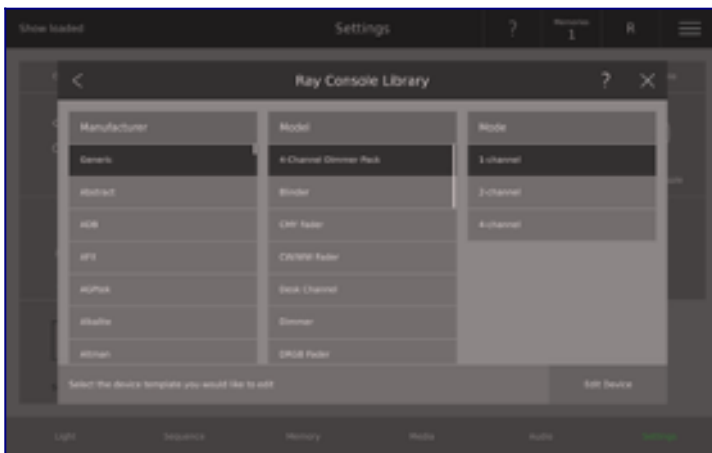 Show loaded
Settings
?
Memories
1
R
Ray Console Library
?
Manufacturer
Model
Mode
Generic
4-Channel Dimmer Pack
1-channel
Abstract
Blinder
2-channel
ADB
CMY Fader
4-channel
AFX
CW/WW Fader
Desk Channel
Albalite
Dimmer
Altman
DRGB Fader
Select the device template you would like to edit
Edit Device
Light
Sequence
Memory
Media
Audio
Settings